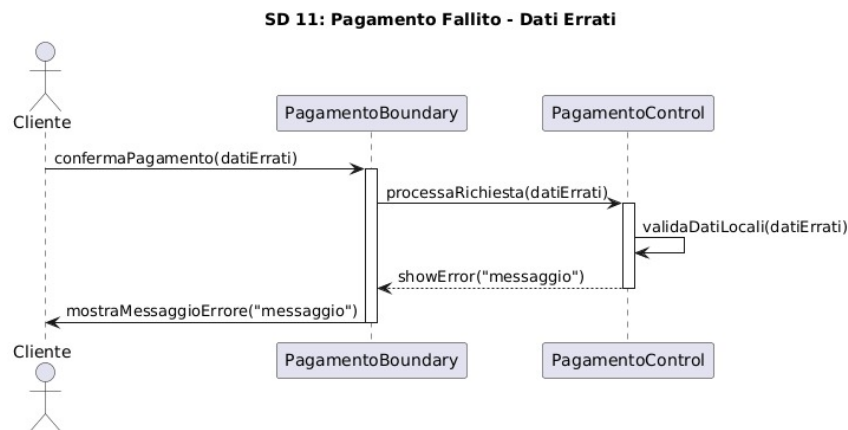 SD 11: Pagamento Fallito - Dati Errati
Cliente
PagamentoBoundary
PagamentoControl
confermaPagamento(datiErrati)
processaRichiesta(datiErrati)
validaDatiLocali(datiErrati)
showError("messaggio")
mostraMessaggioErrore("messaggio")
Cliente
PagamentoBoundary
PagamentoControl